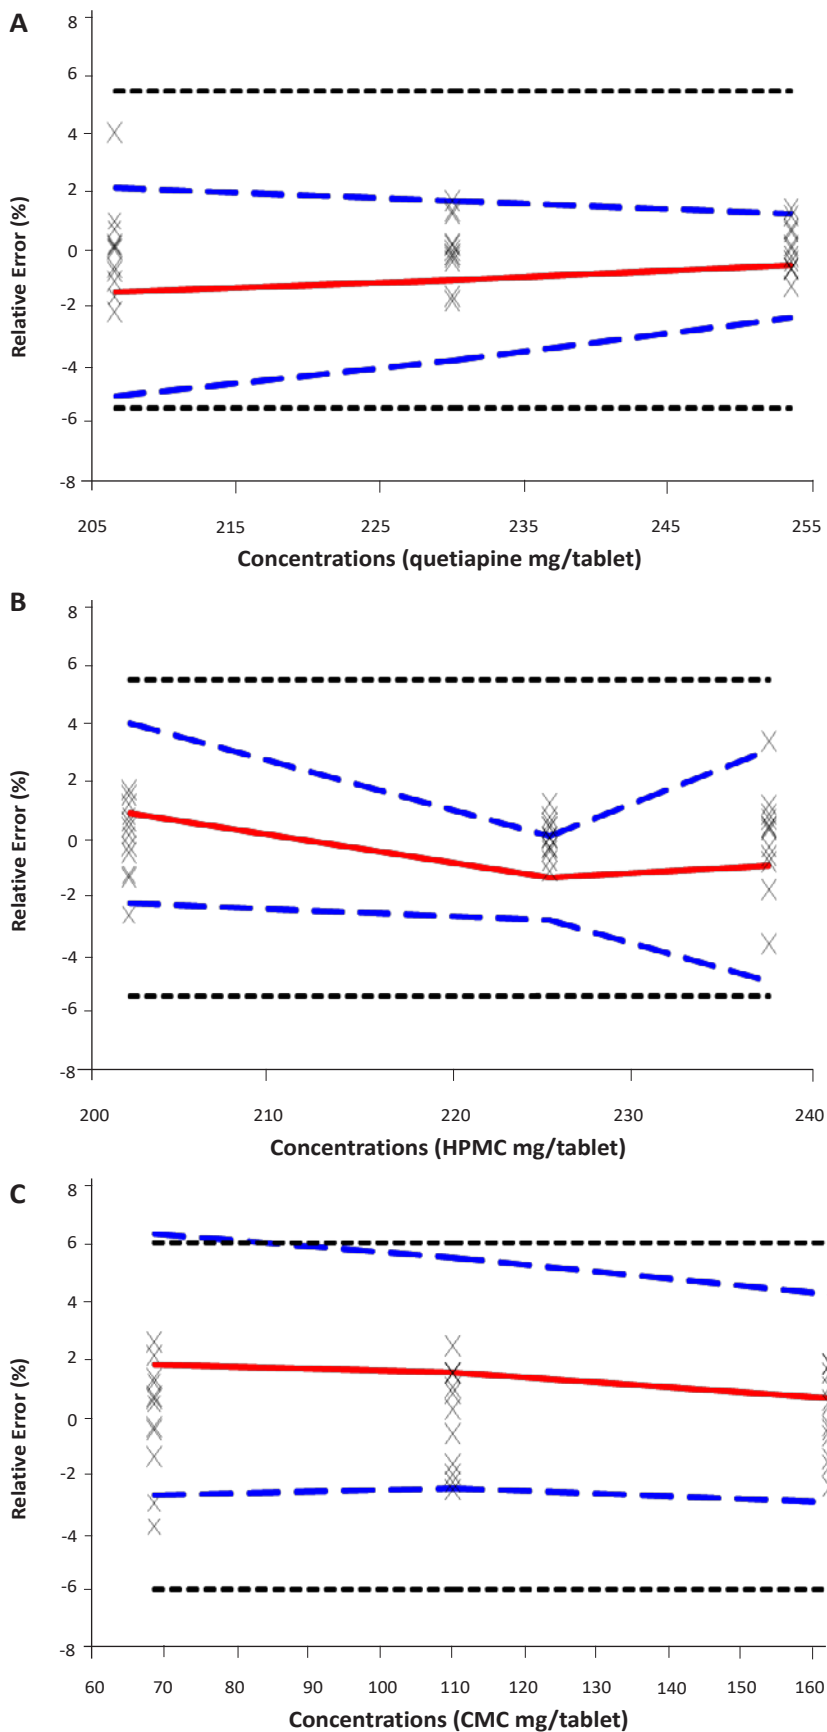 A
8
6
4
2
0
-2
-4
-6
-8
Relative Error (%)
205 215 225 235 245 255
Concentrations (quetiapine mg/tablet)
B
8
6
4
2
0
-2
-4
-6
-8
Relative Error (%)
200 210 220 230 240
Concentrations (HPMC mg/tablet)
C
8
6
4
2
0
-2
-4
-6
-8
Relative Error (%)
60 70 80 90 100 110 120 130 140 150 160
Concentrations (CMC mg/tablet)